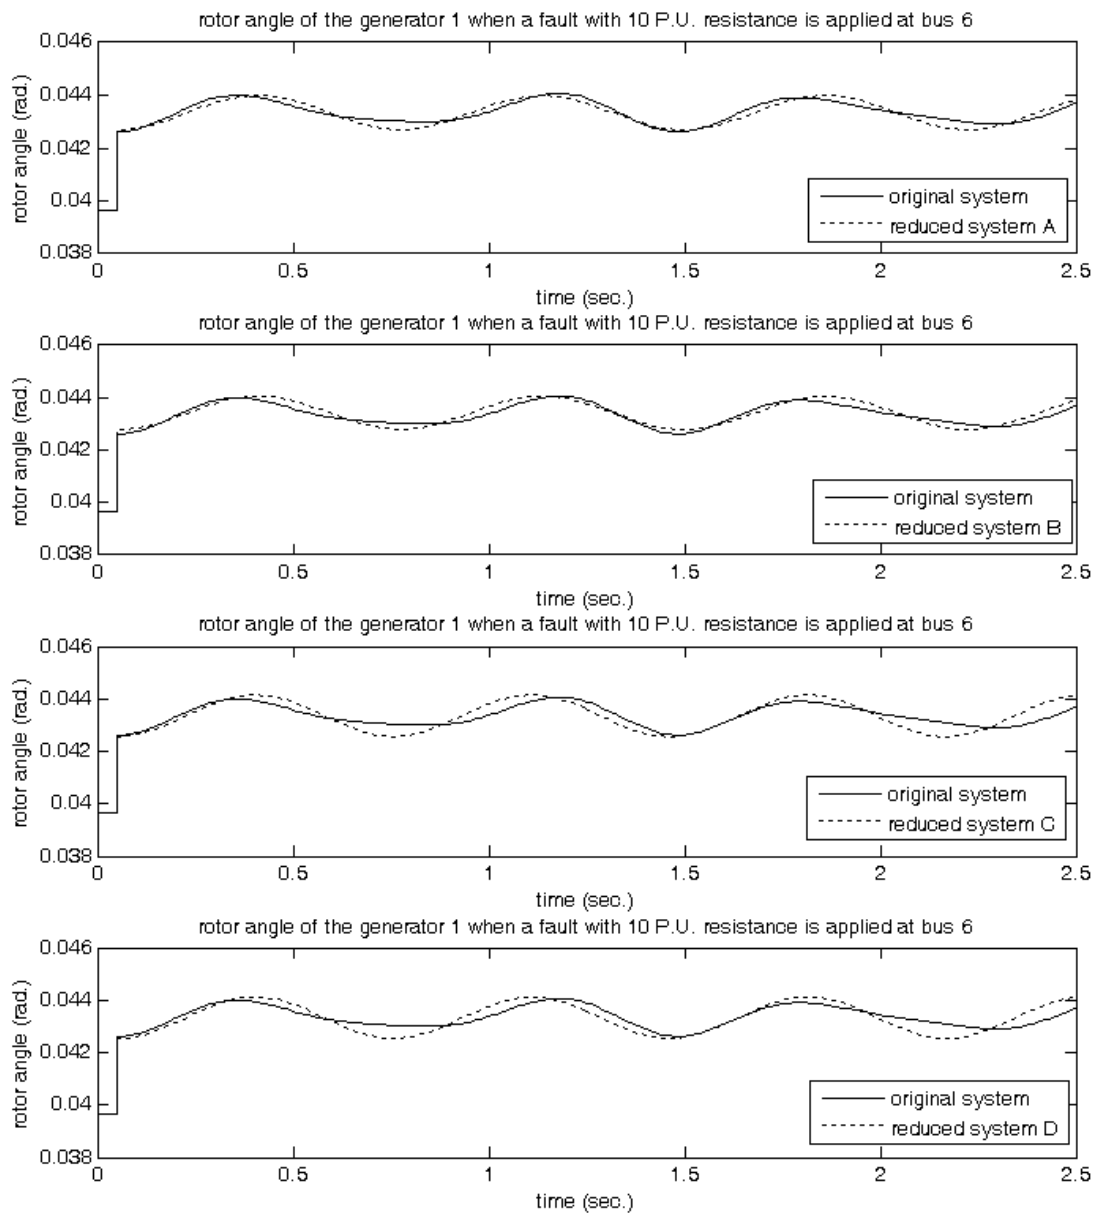 rotor angle of the generator 1 when a fault with 10 P.U. resistance is applied at bus 6
0.046
0.044
0.042
0.04
0.038
rotor angle (rad.)
original system
reduced system A
0
0.5
1
1.5
2
2.5
time (sec.)
rotor angle of the generator 1 when a fault with 10 P.U. resistance is applied at bus 6
0.046
0.044
0.042
0.04
0.038
rotor angle (rad.)
original system
reduced system B
0
0.5
1
1.5
2
2.5
time (sec.)
rotor angle of the generator 1 when a fault with 10 P.U. resistance is applied at bus 6
0.046
0.044
0.042
0.04
0.038
rotor angle (rad.)
original system
reduced system C
0
0.5
1
1.5
2
2.5
time (sec.)
rotor angle of the generator 1 when a fault with 10 P.U. resistance is applied at bus 6
0.046
0.044
0.042
0.04
0.038
rotor angle (rad.)
original system
reduced system D
0
0.5
1
1.5
2
2.5
time (sec.)